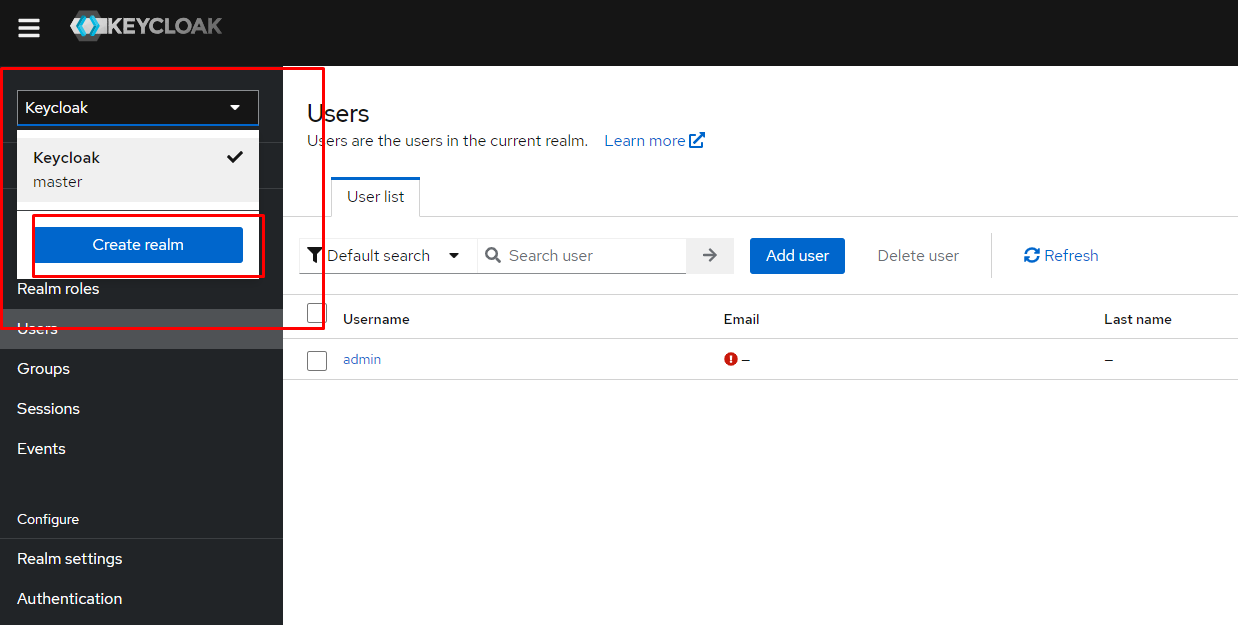 KEYCLOAK
Keycloak
Keycloak
master
Create realm
Realm roles
Users
Groups
Sessions
Events
Configure
Realm settings
Authentication
Users
Users are the users in the current realm. Learn more
User list
Default search Search user Add user Delete user Refresh
Username Email Last name
admin – –